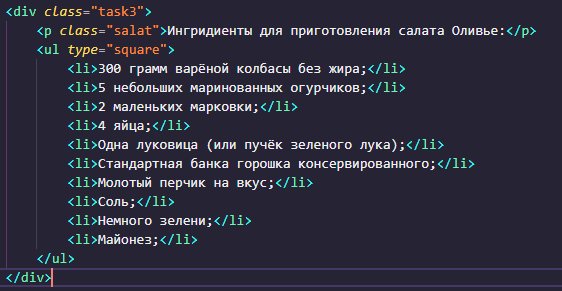 <div class="task3">
<p class="salat">Ингридиенты для приготовления салата Оливье:</p>
<ul type="square">
<li>300 грамм варёной колбасы без жира;</li>
<li>5 небольших маринованных огурчиков;</li>
<li>2 маленьких марковки;</li>
<li>4 яйца;</li>
<li>Одна луковица (или пучёк зеленого лука);</li>
<li>Стандартная банка горошка консервированного;</li>
<li>Молотый перчик на вкус;</li>
<li>Соль;</li>
<li>Немного зелени;</li>
<li>Майонез;</li>
</ul>
</div>